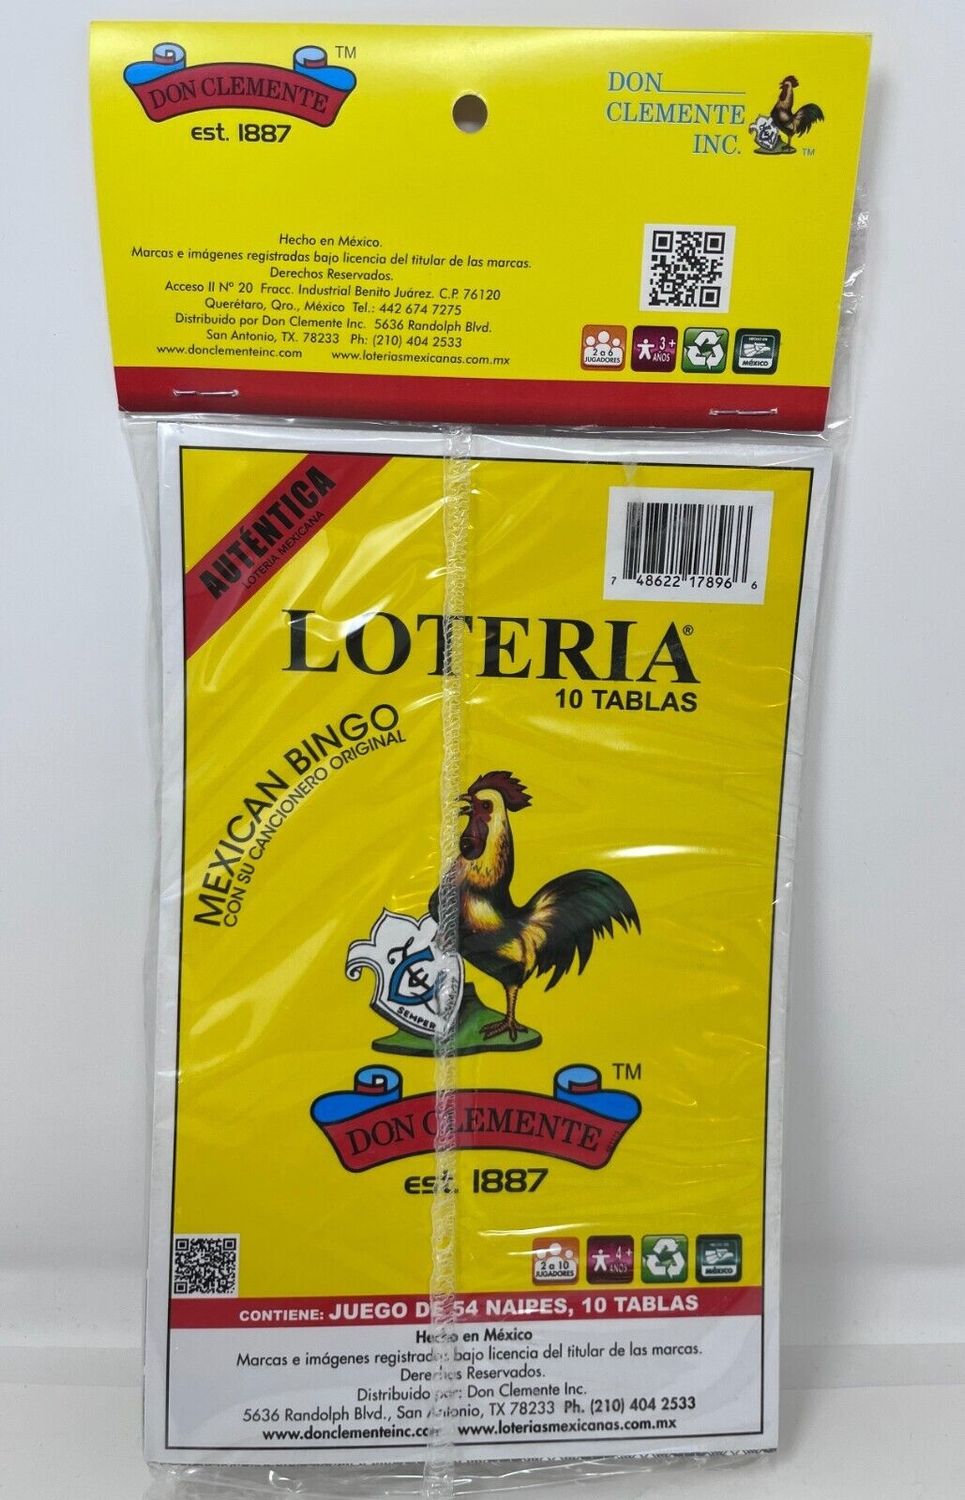 DON CLEMENTE
TM
est. 1887
DON
CLEMENTE
INC.
TM
Hecho en México.
Marcas e imágenes registradas bajo licencia del titular de las marcas.
Derechos Reservados.
Acceso II Nº 20 Fracc. Industrial Benito Juárez. C.P. 76120
Querétaro, Qro., México Tel.: 442 674 7275
Distribuido por Don Clemente Inc. 5636 Randolph Blvd.
San Antonio, TX. 78233 Ph: (210) 404 2533
www.donclementeinc.com www.loteriasmexicanas.com.mx
2 a 6
JUGADORES
3+
AÑOS
HECHO EN
MÉXICO
AUTÉNTICA
LOTERIA MEXICANA
7 48622 17896 6
LOTERIA®
10 TABLAS
MEXICAN BINGO
CON SU CANCIONERO ORIGINAL
SEMPER
DON CLEMENTE
TM
est. 1887
2 a 10
JUGADORES
4+
AÑOS
HECHO EN
MÉXICO
CONTIENE: JUEGO DE 54 NAIPES, 10 TABLAS
Hecho en México
Marcas e imágenes registradas bajo licencia del titular de las marcas.
Derechos Reservados.
Distribuido por: Don Clemente Inc.
5636 Randolph Blvd., San Antonio, TX 78233 Ph. (210) 404 2533
www.donclementeinc.com www.loteriasmexicanas.com.mx